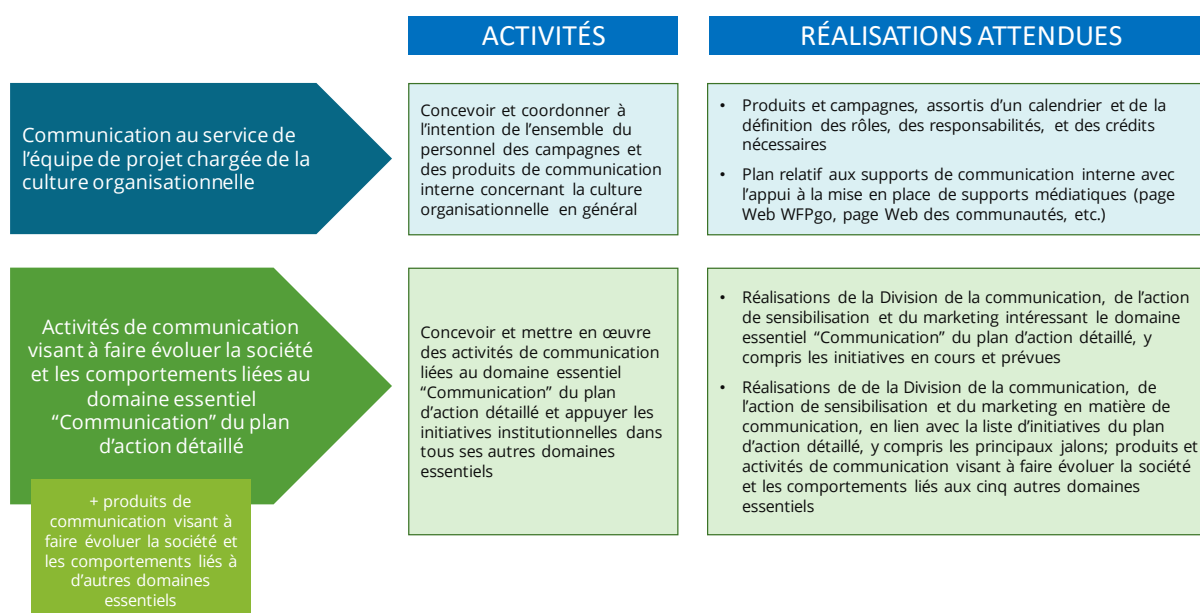 ACTIVITÉS
RÉALISATIONS ATTENDUES
Communication au service de
l’équipe de projet chargée de la
culture organisationnelle
Concevoir et coordonner à
l’intention de l’ensemble du
personnel des campagnes et
des produits de communication
interne concernant la culture
organisationnelle en général
• Produits et campagnes, assortis d’un calendrier et de la
définition des rôles, des responsabilités, et des crédits
nécessaires
• Plan relatif aux supports de communication interne avec
l’appui à la mise en place de supports médiatiques (page
Web WFPgo, page Web des communautés, etc.)
Activités de communication
visant à faire évoluer la société
et les comportements liées au
domaine essentiel
“Communication” du plan
d’action détaillé
+ produits de
communication visant à
faire évoluer la société et
les comportements liés à
d’autres domaines
essentiels
Concevoir et mettre en œuvre
des activités de communication
liées au domaine essentiel
“Communication” du plan
d’action détaillé et appuyer les
initiatives institutionnelles dans
tous ses autres domaines
essentiels
• Réalisations de la Division de la communication, de l’action
de sensibilisation et du marketing intéressant le domaine
essentiel “Communication” du plan d’action détaillé, y
compris les initiatives en cours et prévues
• Réalisations de de la Division de la communication, de
l’action de sensibilisation et du marketing en matière de
communication, en lien avec la liste d’initiatives du plan
d’action détaillé, y compris les principaux jalons; produits et
activités de communication visant à faire évoluer la société
et les comportements liés aux cinq autres domaines
essentiels